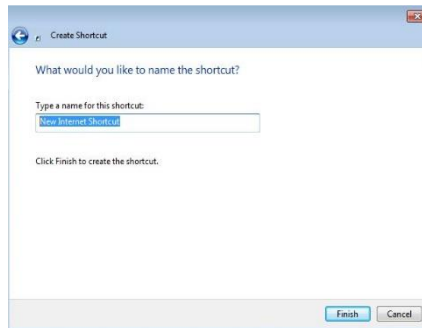 Create Shortcut
What would you like to name the shortcut?
Type a name for this shortcut:
New Internet Shortcut
Click Finish to create the shortcut.
Finish Cancel